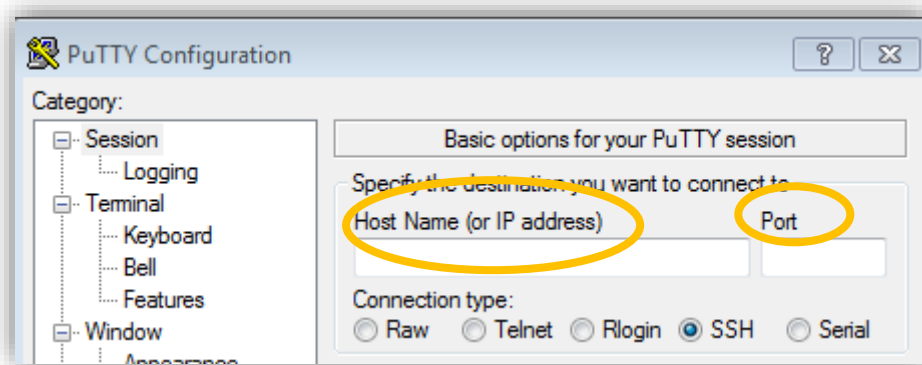 PuTTY Configuration
Category:
Session
Logging
Terminal
Keyboard
Bell
Features
Window
Appearance
Basic options for your PuTTY session
Specify the destination you want to connect to
Host Name (or IP address) Port
Connection type:
Raw Telnet Rlogin SSH Serial